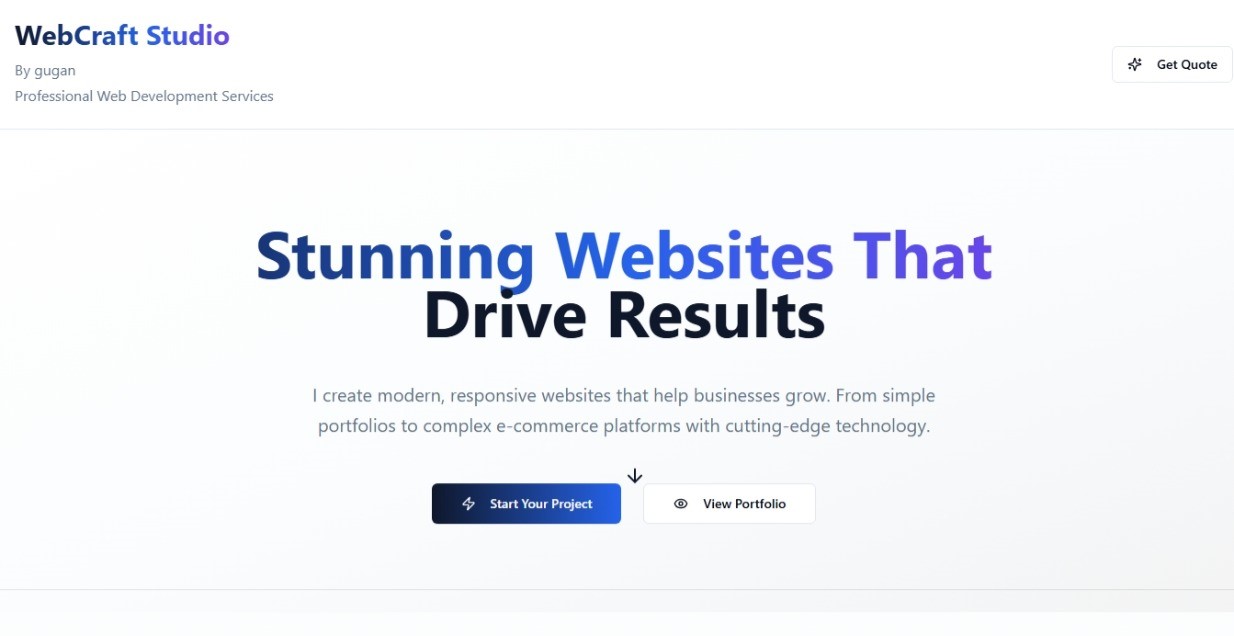 WebCraft Studio
By gugan
Professional Web Development Services
Get Quote
Stunning Websites That
Drive Results
I create modern, responsive websites that help businesses grow. From simple
portfolios to complex e-commerce platforms with cutting-edge technology.
Start Your Project
View Portfolio